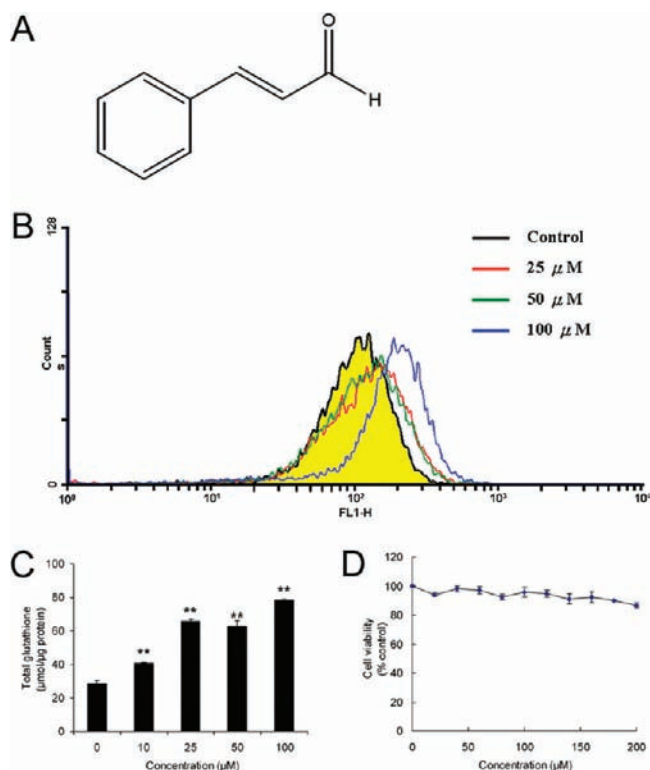 A
O
H
B
128
Count
s
0
10⁰
10¹
10²
10³
10⁴
FL1-H
Control
25 μM
50 μM
100 μM
C
Total glutathione
(μmol/μg protein)
100
80
60
40
20
0
**
**
**
**
0 10 25 50 100
Concentration (μM)
D
Cell viability
(% control)
120
100
80
60
40
20
0
0 50 100 150 200
Concentration (μM)